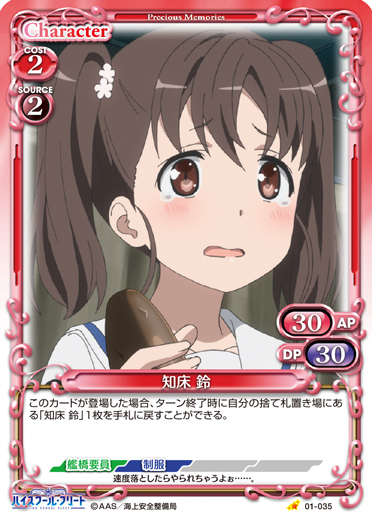 Precious Memories
Character
COST
2
SOURCE
2
30 AP
DP 30
知床 鈴
このカードが登場した場合、ターン終了時に自分の捨て札置き場にあ
る「知床 鈴」1枚を手札に戻すことができる。
艦橋要員 制服
速度落としたらやられちゃうよぉ……。
ハイスクール・フリート
©AAS／海上安全整備局
01-035